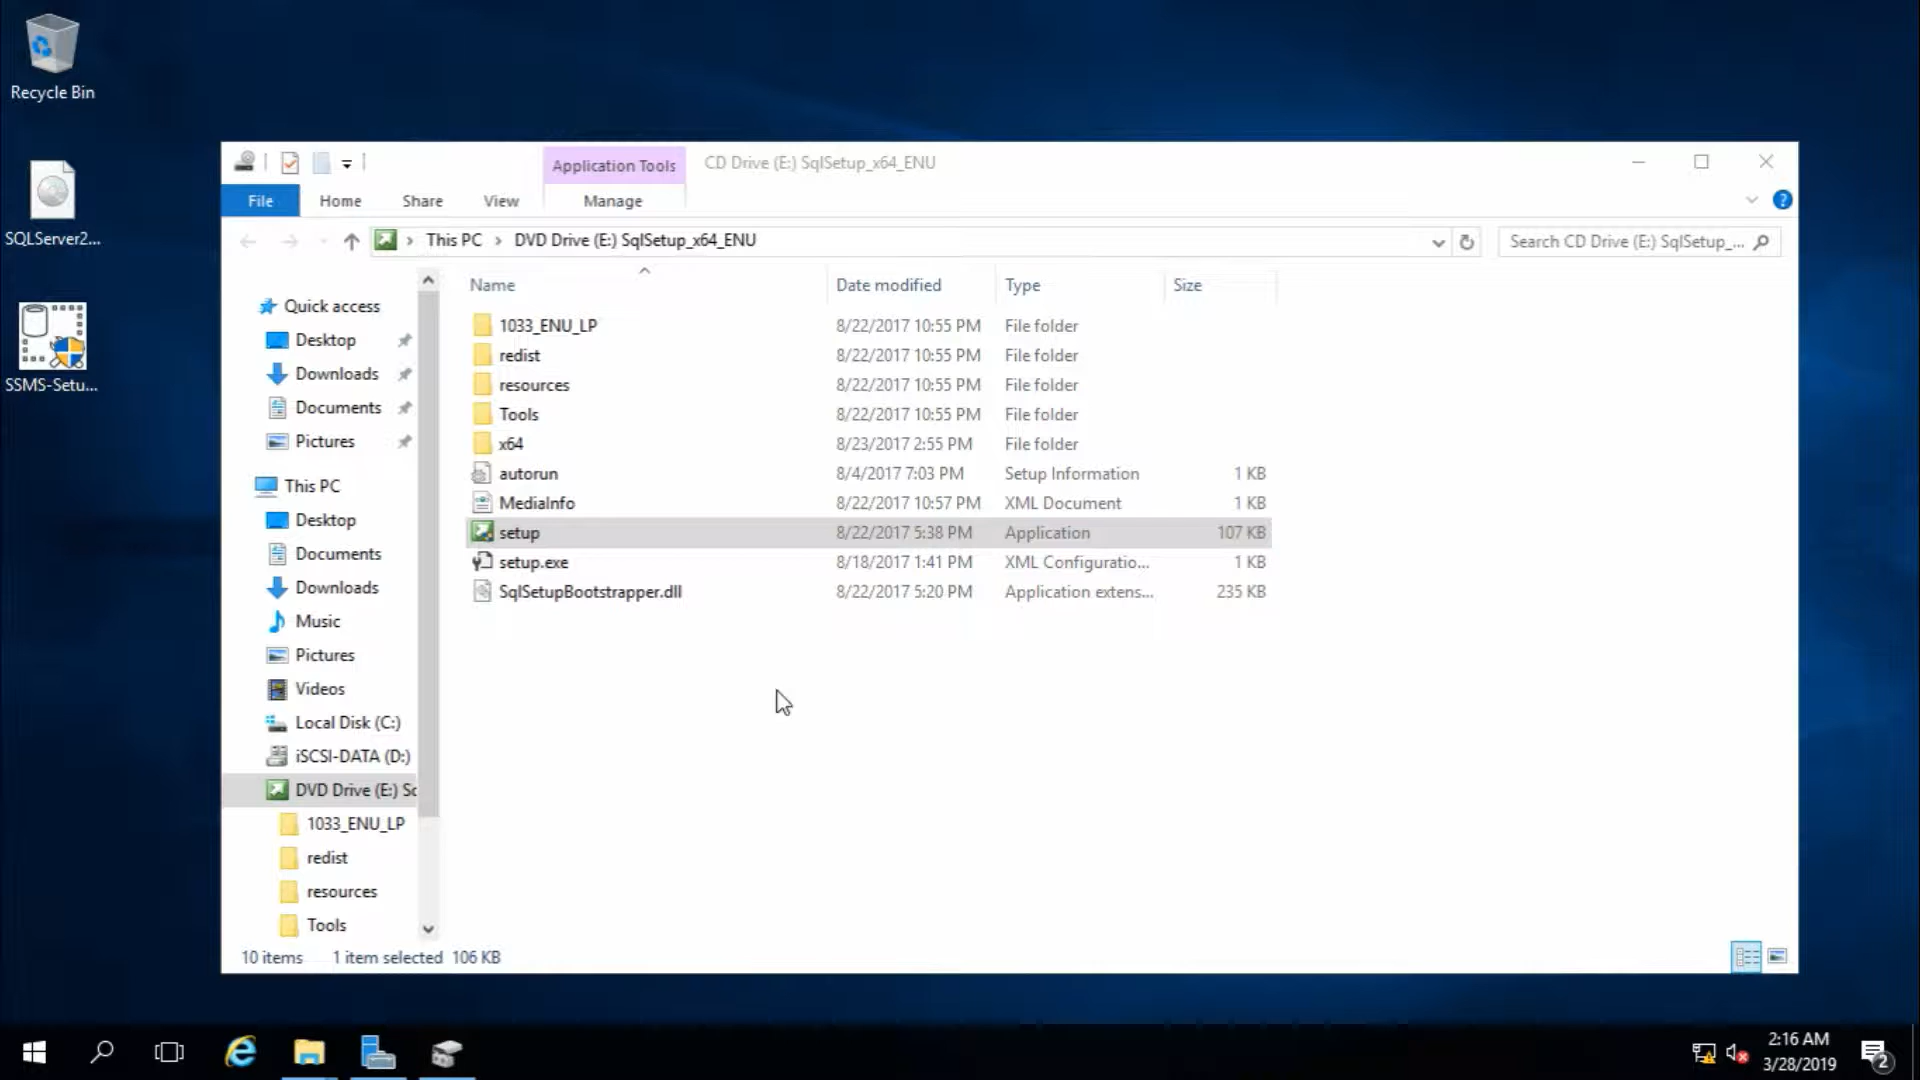 Recycle Bin
SQLServer2...
SSMS-Setu...
Application Tools
CD Drive (E:) SqlSetup_x64_ENU
File
Home
Share
View
Manage
This PC
DVD Drive (E:) SqlSetup_x64_ENU
Search CD Drive (E:) SqlSetup_...
Quick access
Desktop
Downloads
Documents
Pictures
This PC
Desktop
Documents
Downloads
Music
Pictures
Videos
Local Disk (C:)
iSCSI-DATA (D:)
DVD Drive (E:) Sc
1033_ENU_LP
redist
resources
Tools
Name Date modified Type Size
1033_ENU_LP 8/22/2017 10:55 PM File folder
redist 8/22/2017 10:55 PM File folder
resources 8/22/2017 10:55 PM File folder
Tools 8/22/2017 10:55 PM File folder
x64 8/23/2017 2:55 PM File folder
autorun 8/4/2017 7:03 PM Setup Information 1 KB
MediaInfo 8/22/2017 10:57 PM XML Document 1 KB
setup 8/22/2017 5:38 PM Application 107 KB
setup.exe 8/18/2017 1:41 PM XML Configuratio... 1 KB
SqlSetupBootstrapper.dll 8/22/2017 5:20 PM Application extens... 235 KB
10 items 1 item selected 106 KB
2:16 AM
3/28/2019
2